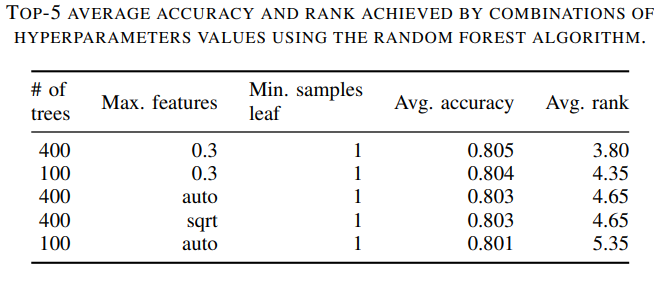 TOP-5 AVERAGE ACCURACY AND RANK ACHIEVED BY COMBINATIONS OF
HYPERPARAMETERS VALUES USING THE RANDOM FOREST ALGORITHM.
# of trees Max. features Min. samples leaf Avg. accuracy Avg. rank
400 0.3 1 0.805 3.80
100 0.3 1 0.804 4.35
400 auto 1 0.803 4.65
400 sqrt 1 0.803 4.65
100 auto 1 0.801 5.35